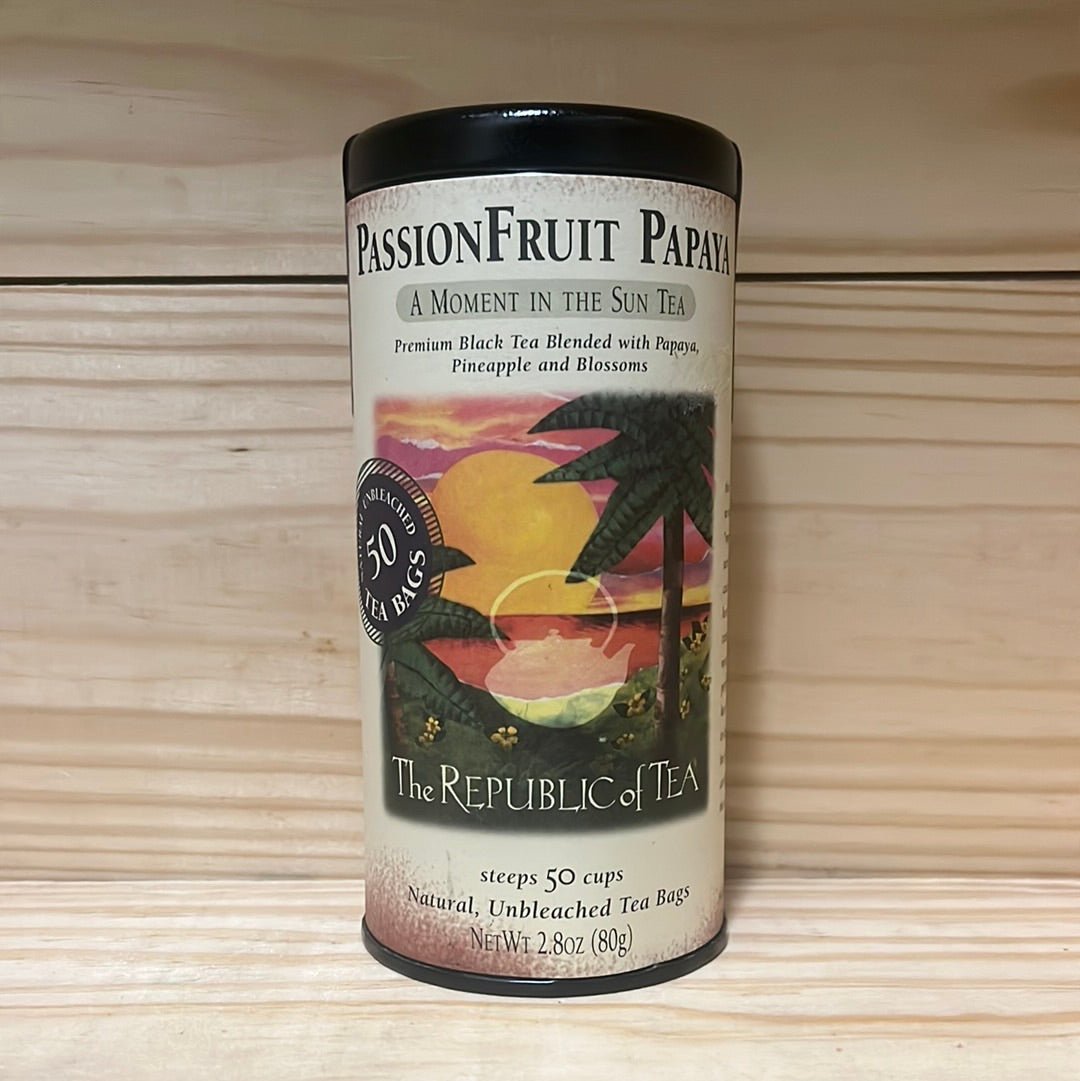 PASSIONFRUIT PAPAYA
A MOMENT IN THE SUN TEA
Premium Black Tea Blended with Papaya,
Pineapple and Blossoms
UNBLEACHED
50
TEA BAGS
The REPUBLIC of TEA
steeps 50 cups
Natural, Unbleached Tea Bags
NETWT 2.8OZ (80g)